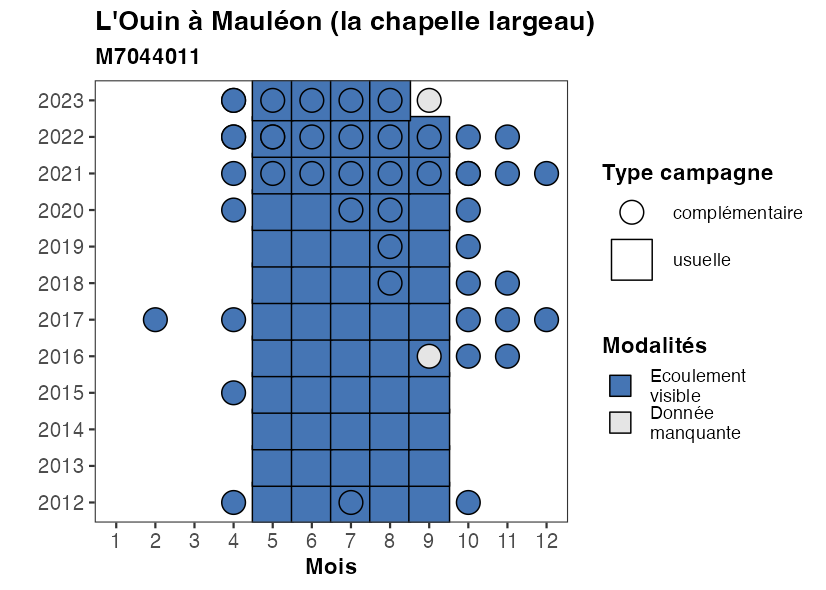 L'Ouin à Mauléon (la chapelle largeau)
M7044011
2023
2022
2021
2020
2019
2018
2017
2016
2015
2014
2013
2012
1 2 3 4 5 6 7 8 9 10 11 12
Mois
Type campagne
complémentaire
usuelle
Modalités
Ecoulement
visible
Donnée
manquante